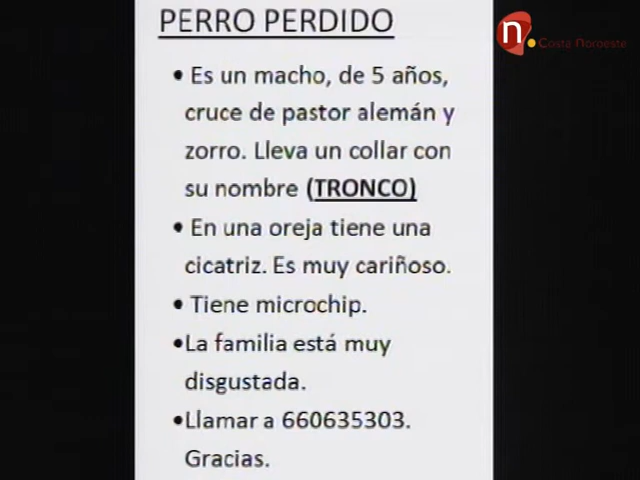 PERRO PERDIDO
n Costa Noroeste
• Es un macho, de 5 años,
cruce de pastor alemán y
zorro. Lleva un collar con
su nombre (TRONCO)
• En una oreja tiene una
cicatriz. Es muy cariñoso.
• Tiene microchip.
•La familia está muy
disgustada.
•Llamar a 660635303.
Gracias.